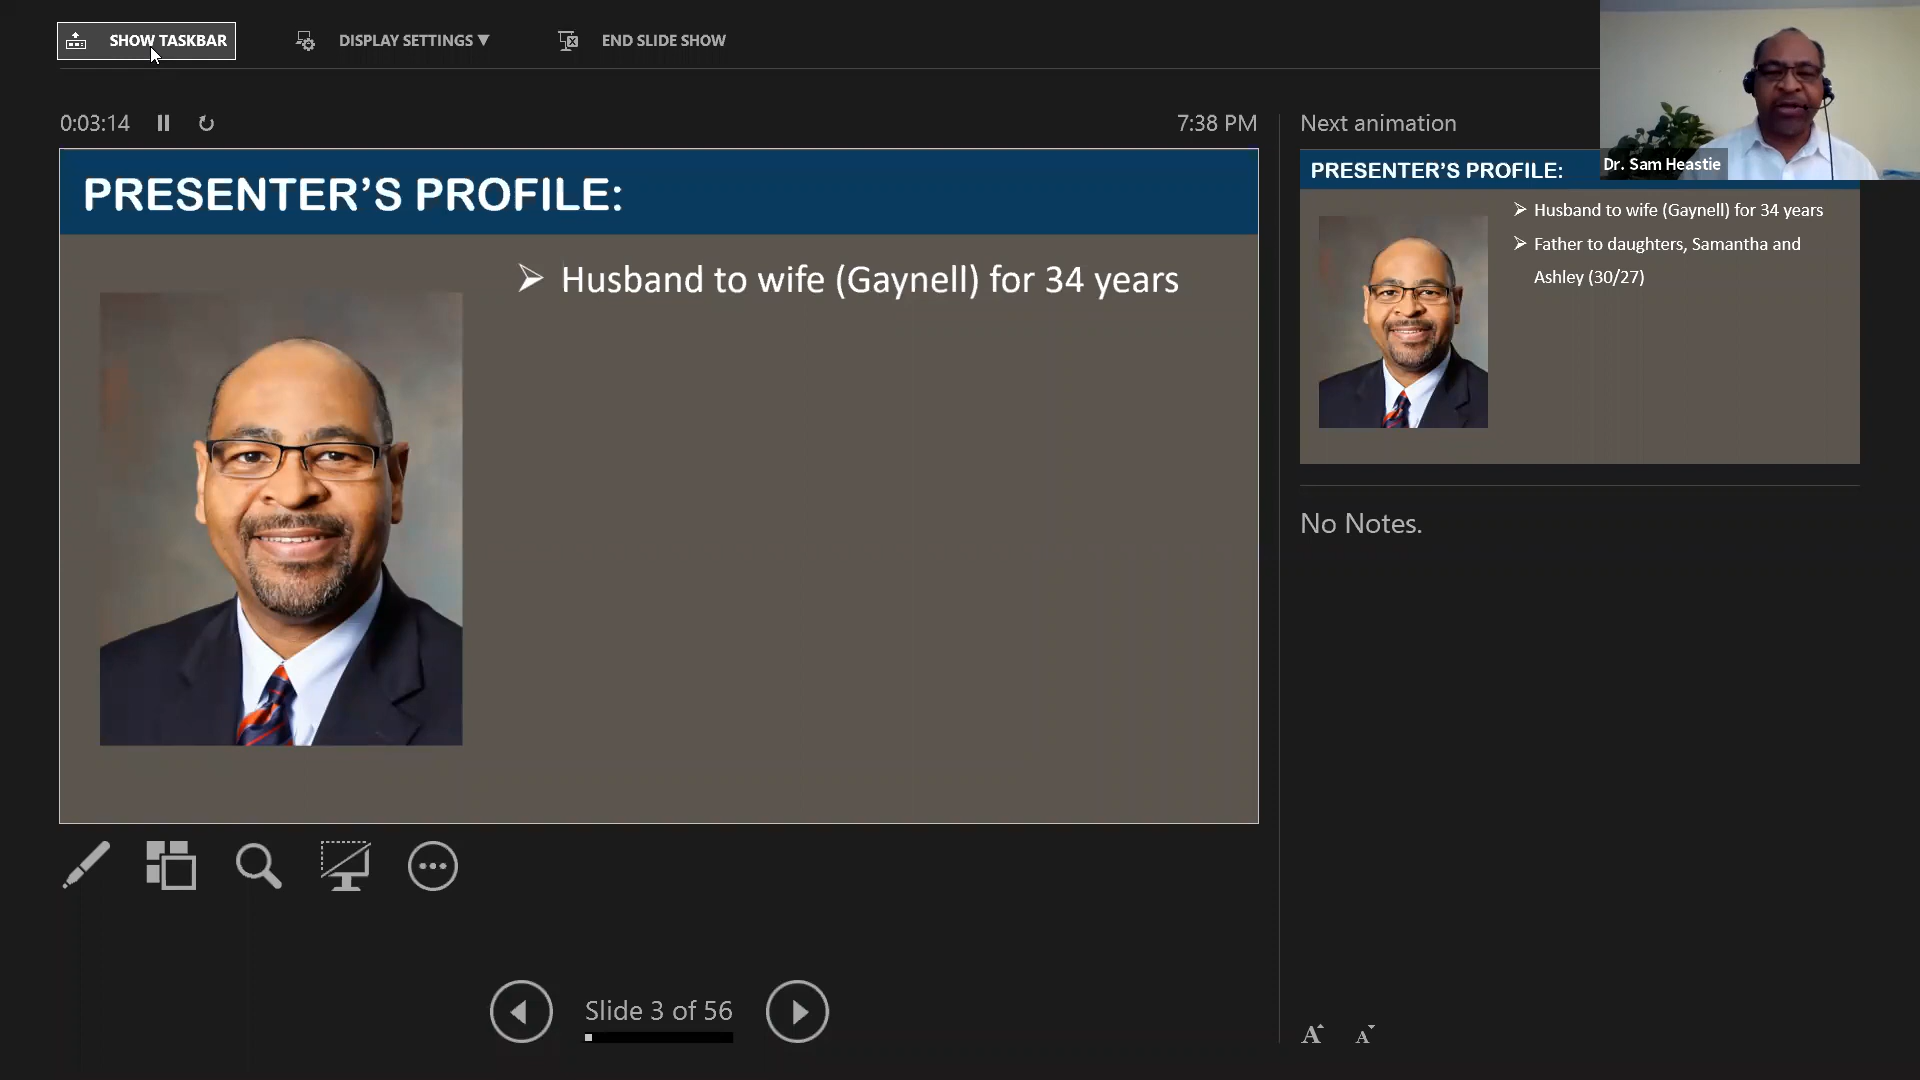 SHOW TASKBAR
DISPLAY SETTINGS ▼
END SLIDE SHOW
Dr. Sam Heastie
0:03:14
7:38 PM
Next animation
PRESENTER'S PROFILE:
➢ Husband to wife (Gaynell) for 34 years
PRESENTER'S PROFILE:
➢ Husband to wife (Gaynell) for 34 years
➢ Father to daughters, Samantha and
Ashley (30/27)
No Notes.
Slide 3 of 56
A A